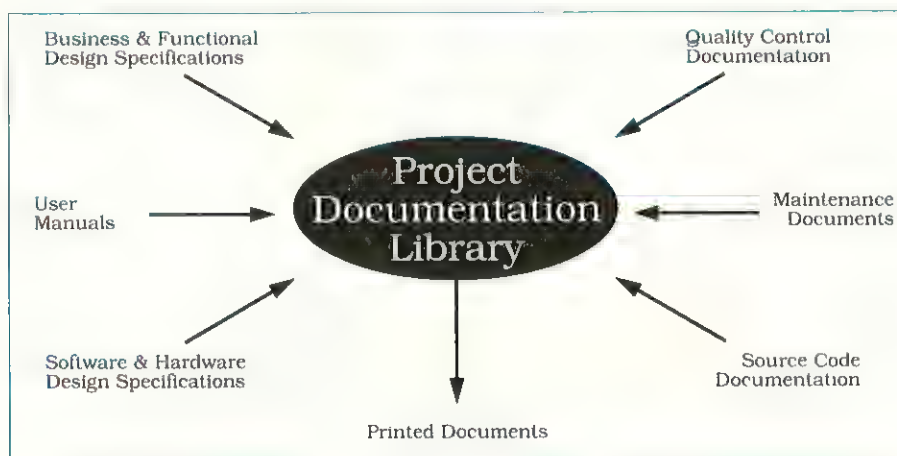 Business & Functional
Design Specifications
Quality Control
Documentation
Project
Documentation
Library
User
Manuals
Maintenance
Documents
Software & Hardware
Design Specifications
Source Code
Documentation
Printed Documents